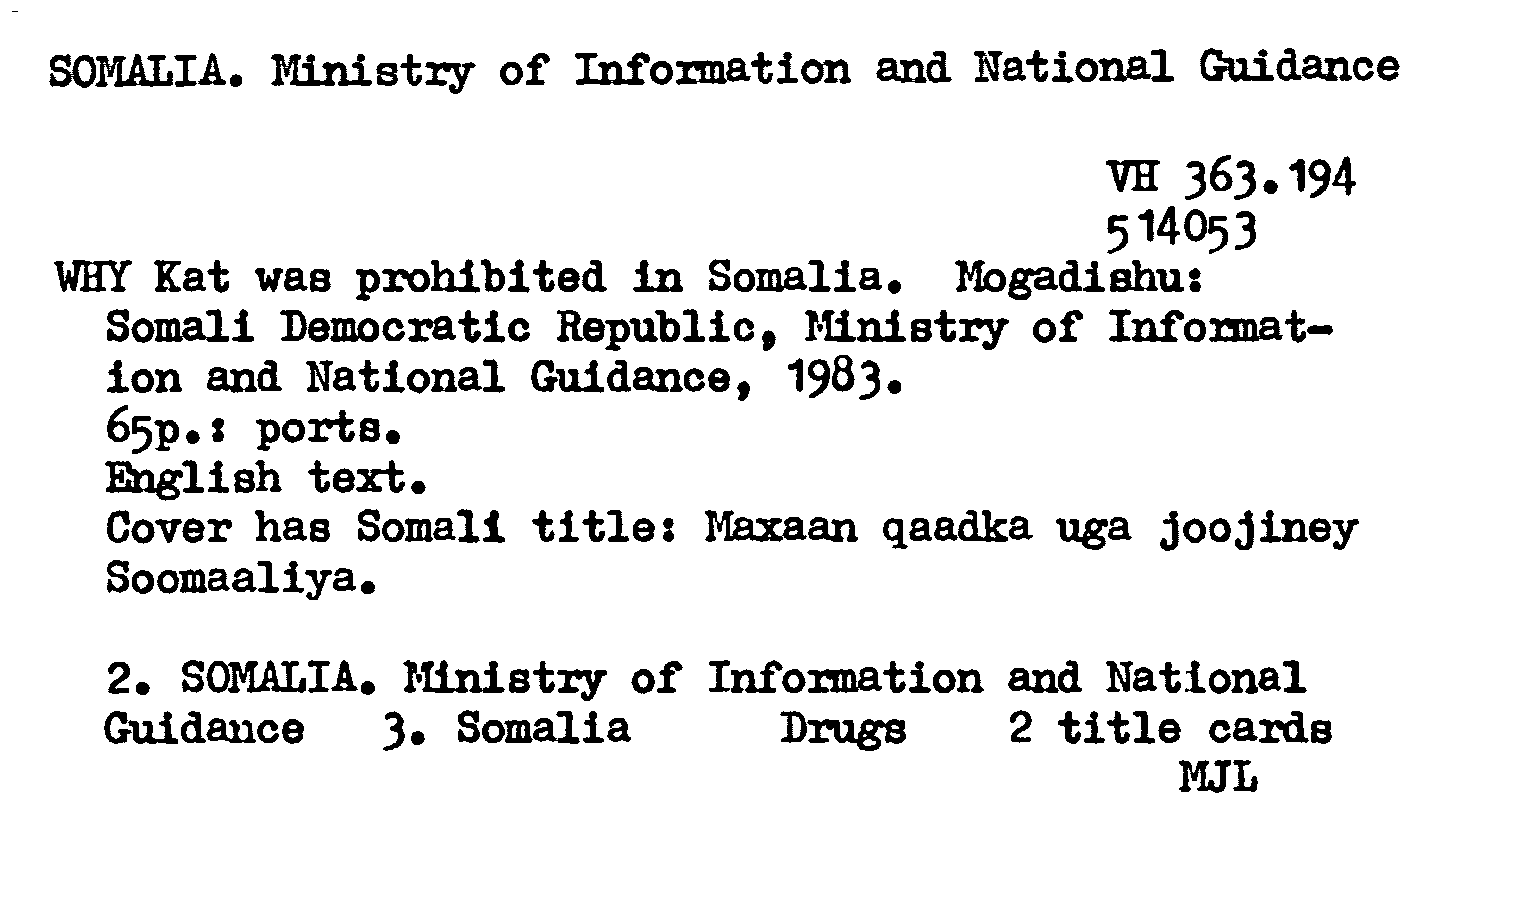 SOMALIA. Ministry of Information and National Guidance
VH 363.194
514053
WHY Kat was prohibited in Somalia. Mogadishu:
Somali Democratic Republic, Ministry of Informat-
ion and National Guidance, 1983.
65p.: ports.
English text.
Cover has Somali title: Maxaan qaadka uga joojiney
Soomaaliya.
2. SOMALIA. Ministry of Information and National
Guidance 3. Somalia Drugs 2 title cards
MJL